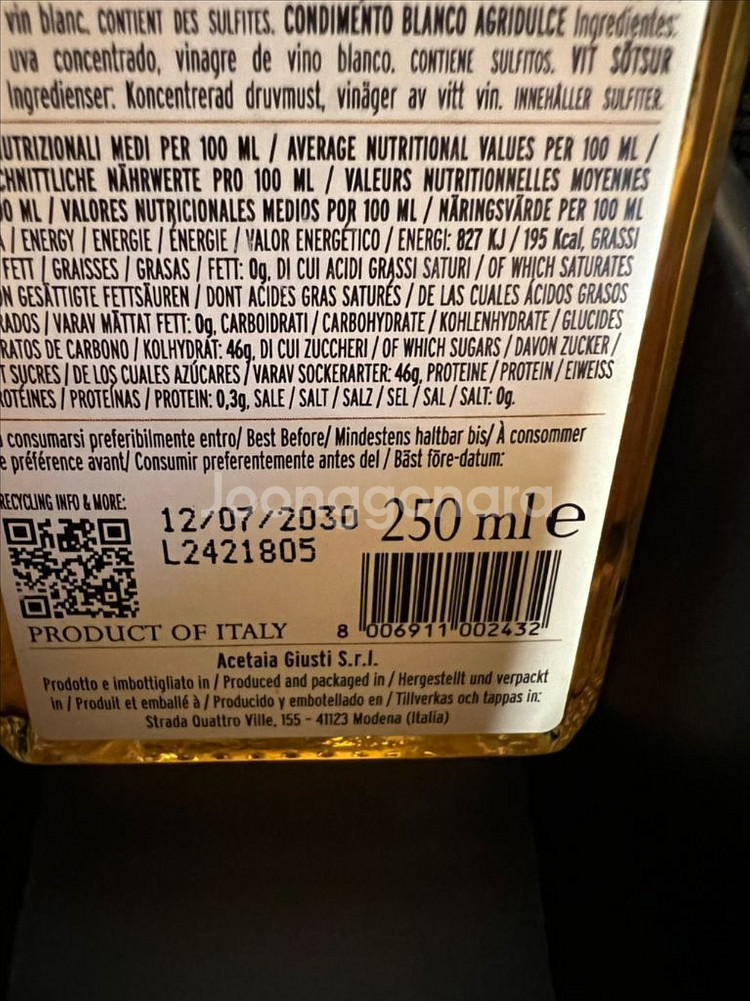 vin blanc. CONTIENT DES SULFITES. CONDIMENTO BLANCO AGRIDULCE Ingredientes:
uva concentrado, vinagre de vino blanco. CONTIENE SULFITOS. VIT SÖTSUR
Ingredienser: Koncentrerad druvmust, vinäger av vitt vin. INNEHÅLLER SULFITER.
UTRIZIONALI MEDI PER 100 ML / AVERAGE NUTRITIONAL VALUES PER 100 ML /
CHNITTLICHE NÄHRWERTE PRO 100 ML / VALEURS NUTRITIONNELLES MOYENNES
00 ML / VALORES NUTRICIONALES MEDIOS POR 100 ML / NÄRINGSVÄRDE PER 100 ML
A / ENERGY / ENERGIE / ÉNERGIE / VALOR ENERGÉTICO / ENERGI: 827 KJ / 195 Kcal, GRASSI
FETT / GRAISSES / GRASAS / FETT: 0g, DI CUI ACIDI GRASSI SATURI / OF WHICH SATURATES
N GESÄTTIGTE FETTSÄUREN / DONT ACIDES GRAS SATURÉS / DE LAS CUALES ÁCIDOS GRASOS
RADOS / VARAV MÄTTAT FETT: 0g, CARBOIDRATI / CARBOHYDRATE / KOHLENHYDRATE / GLUCIDES
RATOS DE CARBONO / KOLHYDRAT: 46g, DI CUI ZUCCHERI / OF WHICH SUGARS / DAVON ZUCKER /
T SUCRES / DE LOS CUALES AZÚCARES / VARAV SOCKERARTER: 46g, PROTEINE / PROTEIN / EIWEISS
ROTÉINES / PROTEÍNAS / PROTEIN: 0,3g, SALE / SALT / SALZ / SEL / SAL / SALT: 0g.
consumarsi preferibilmente entro/ Best Before/ Mindestens haltbar bis/ À consommer
e préférence avant/ Consumir preferentemente antes del / Bäst före-datum:
Joonggonara
RECYCLING INFO & MORE:
12/07/2030 250 ml e
L2421805
PRODUCT OF ITALY 8 006911 002432
Acetaia Giusti S.r.l.
Prodotto e imbottigliato in / Produced and packaged in / Hergestellt und verpackt
in / Produit et emballé à / Producido y embotellado en / Tillverkas och tappas in:
Strada Quattro Ville, 155 - 41123 Modena (Italia)